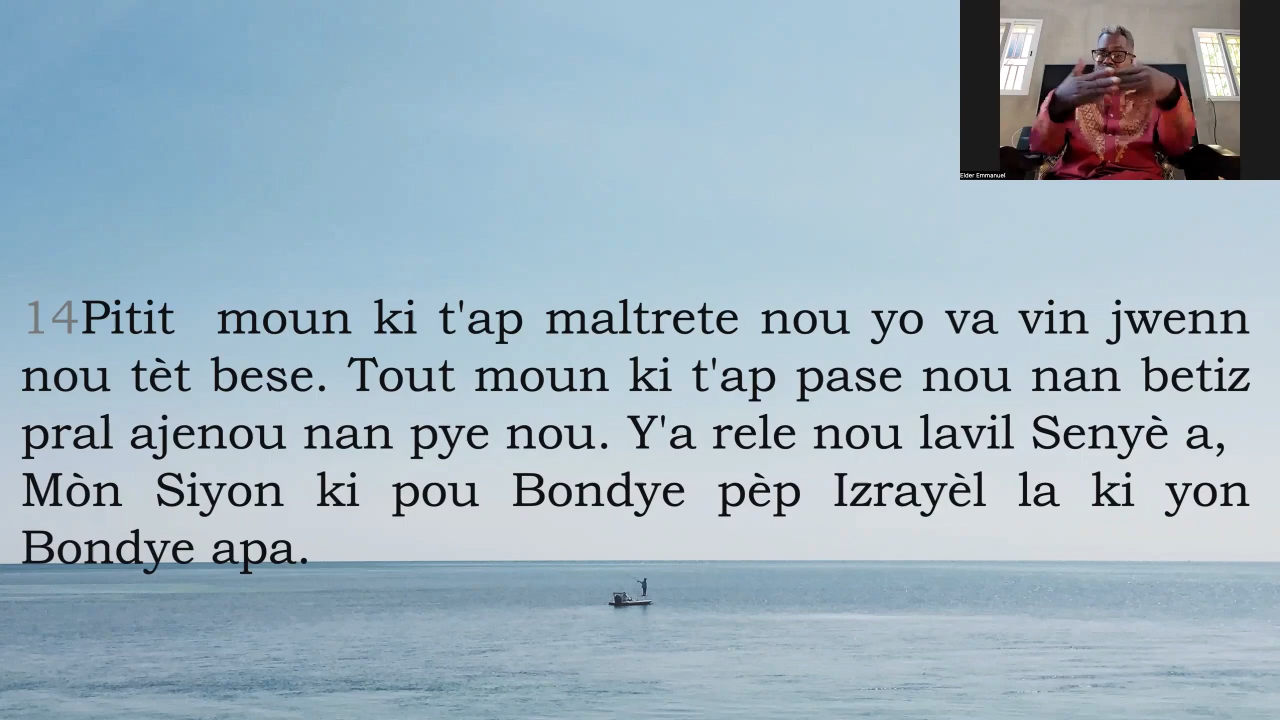 Elder Emmanuel
14Pitit moun ki t'ap maltrete nou yo va vin jwenn
nou tèt bese. Tout moun ki t'ap pase nou nan betiz
pral ajenou nan pye nou. Y'a rele nou lavil Senyè a,
Mòn Siyon ki pou Bondye pèp Izrayèl la ki yon
Bondye apa.